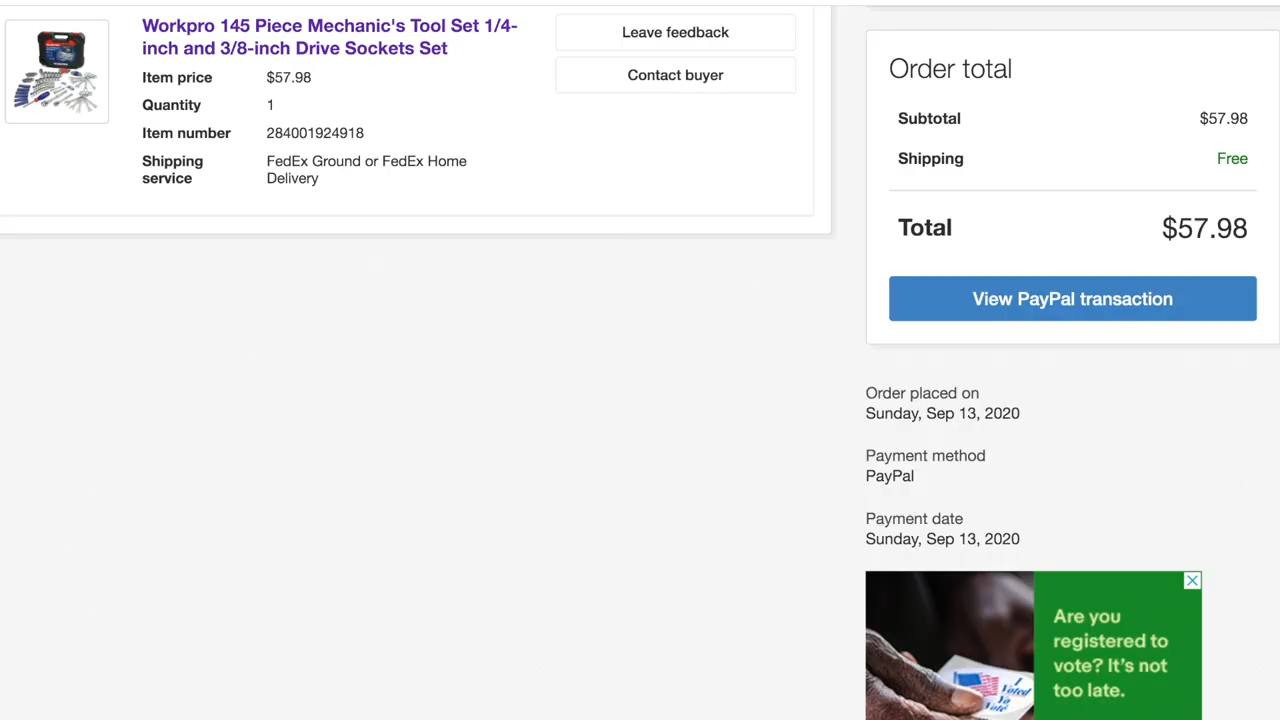 Workpro 145 Piece Mechanic's Tool Set 1/4-
inch and 3/8-inch Drive Sockets Set
Item price $57.98
Quantity 1
Item number 284001924918
Shipping service FedEx Ground or FedEx Home
Delivery
Leave feedback
Contact buyer
Order total
Subtotal $57.98
Shipping Free
Total $57.98
View PayPal transaction
Order placed on
Sunday, Sep 13, 2020
Payment method
PayPal
Payment date
Sunday, Sep 13, 2020
Are you
registered to
vote? It's not
too late.
I Voted